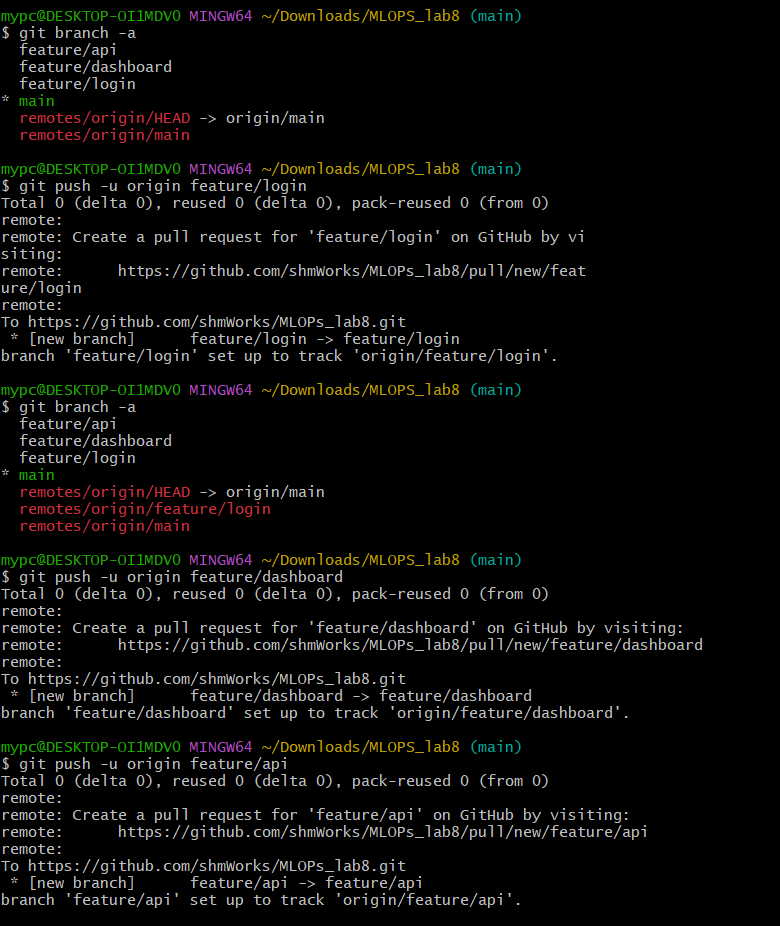 mypc@DESKTOP-OI1MDV0 MINGW64 ~/Downloads/MLOPS_lab8 (main)
$ git branch -a
  feature/api
  feature/dashboard
  feature/login
* main
  remotes/origin/HEAD -> origin/main
  remotes/origin/main

mypc@DESKTOP-OI1MDV0 MINGW64 ~/Downloads/MLOPS_lab8 (main)
$ git push -u origin feature/login
Total 0 (delta 0), reused 0 (delta 0), pack-reused 0 (from 0)
remote:
remote: Create a pull request for 'feature/login' on GitHub by vi
siting:
remote:      https://github.com/shmWorks/MLOPs_lab8/pull/new/feat
ure/login
remote:
To https://github.com/shmWorks/MLOPs_lab8.git
 * [new branch]      feature/login -> feature/login
branch 'feature/login' set up to track 'origin/feature/login'.

mypc@DESKTOP-OI1MDV0 MINGW64 ~/Downloads/MLOPS_lab8 (main)
$ git branch -a
  feature/api
  feature/dashboard
  feature/login
* main
  remotes/origin/HEAD -> origin/main
  remotes/origin/feature/login
  remotes/origin/main

mypc@DESKTOP-OI1MDV0 MINGW64 ~/Downloads/MLOPS_lab8 (main)
$ git push -u origin feature/dashboard
Total 0 (delta 0), reused 0 (delta 0), pack-reused 0 (from 0)
remote:
remote: Create a pull request for 'feature/dashboard' on GitHub by visiting:
remote:      https://github.com/shmWorks/MLOPs_lab8/pull/new/feature/dashboard
remote:
To https://github.com/shmWorks/MLOPs_lab8.git
 * [new branch]      feature/dashboard -> feature/dashboard
branch 'feature/dashboard' set up to track 'origin/feature/dashboard'.

mypc@DESKTOP-OI1MDV0 MINGW64 ~/Downloads/MLOPS_lab8 (main)
$ git push -u origin feature/api
Total 0 (delta 0), reused 0 (delta 0), pack-reused 0 (from 0)
remote:
remote: Create a pull request for 'feature/api' on GitHub by visiting:
remote:      https://github.com/shmWorks/MLOPs_lab8/pull/new/feature/api
remote:
To https://github.com/shmWorks/MLOPs_lab8.git
 * [new branch]      feature/api -> feature/api
branch 'feature/api' set up to track 'origin/feature/api'.